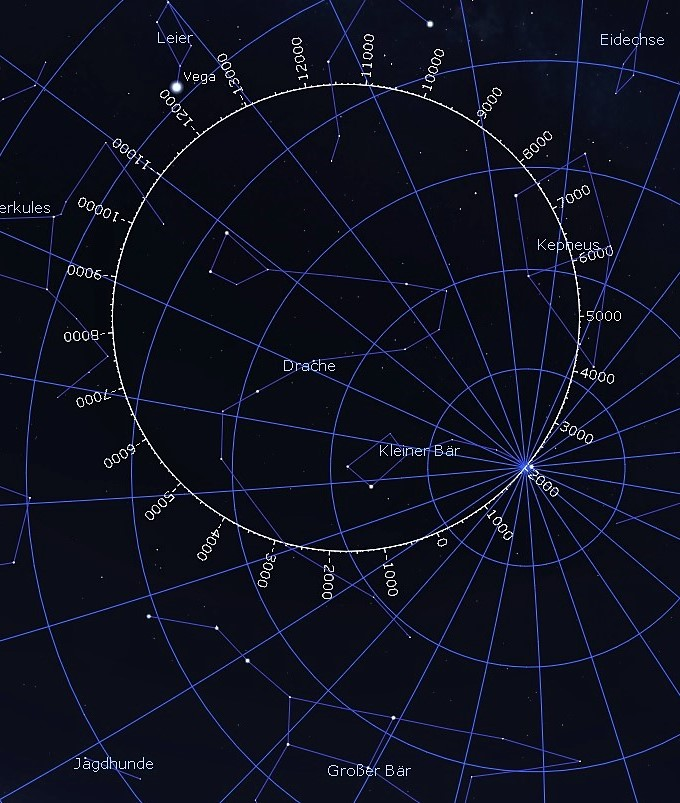 Leier
Eidechse
Vega
-12000
11000
10000
9000
8000
7000
Kepheus
6000
5000
4000
3000
2000
1000
0
-1000
-2000
-3000
-4000
-5000
-6000
-7000
-8000
-9000
-10000
-11000
-12000
-13000
erkules
Drache
Kleiner Bär
Jagdhunde
Großer Bär